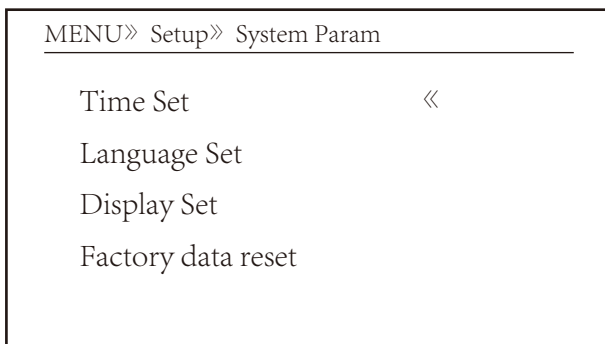 MENU》 Setup》 System Param
Time Set 《
Language Set
Display Set
Factory data reset